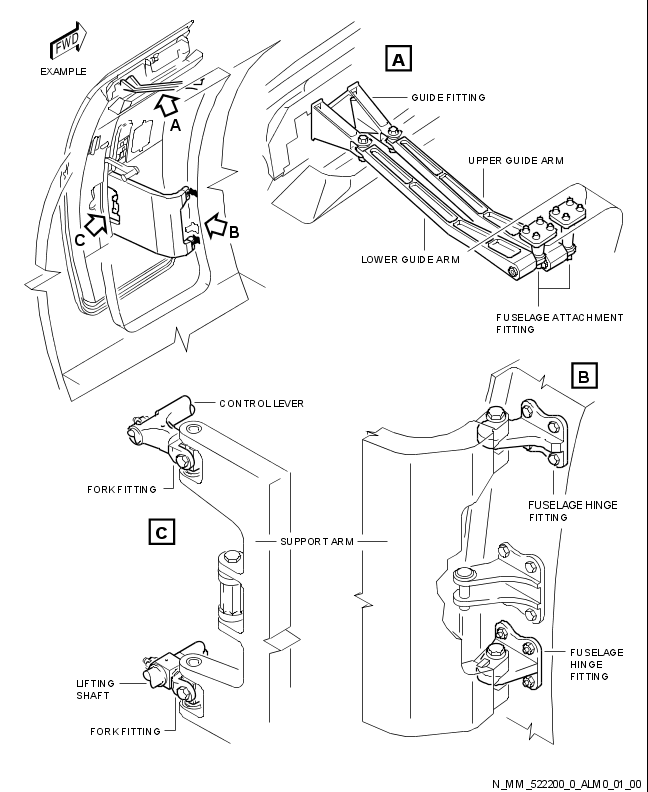 FWD
EXAMPLE
A
B
C
A
GUIDE FITTING
UPPER GUIDE ARM
LOWER GUIDE ARM
FUSELAGE ATTACHMENT
FITTING
B
CONTROL LEVER
FORK FITTING
FUSELAGE HINGE
FITTING
C
SUPPORT ARM
FUSELAGE
HINGE
FITTING
LIFTING
SHAFT
FORK FITTING
N_MM_522200_0_ALM0_01_00